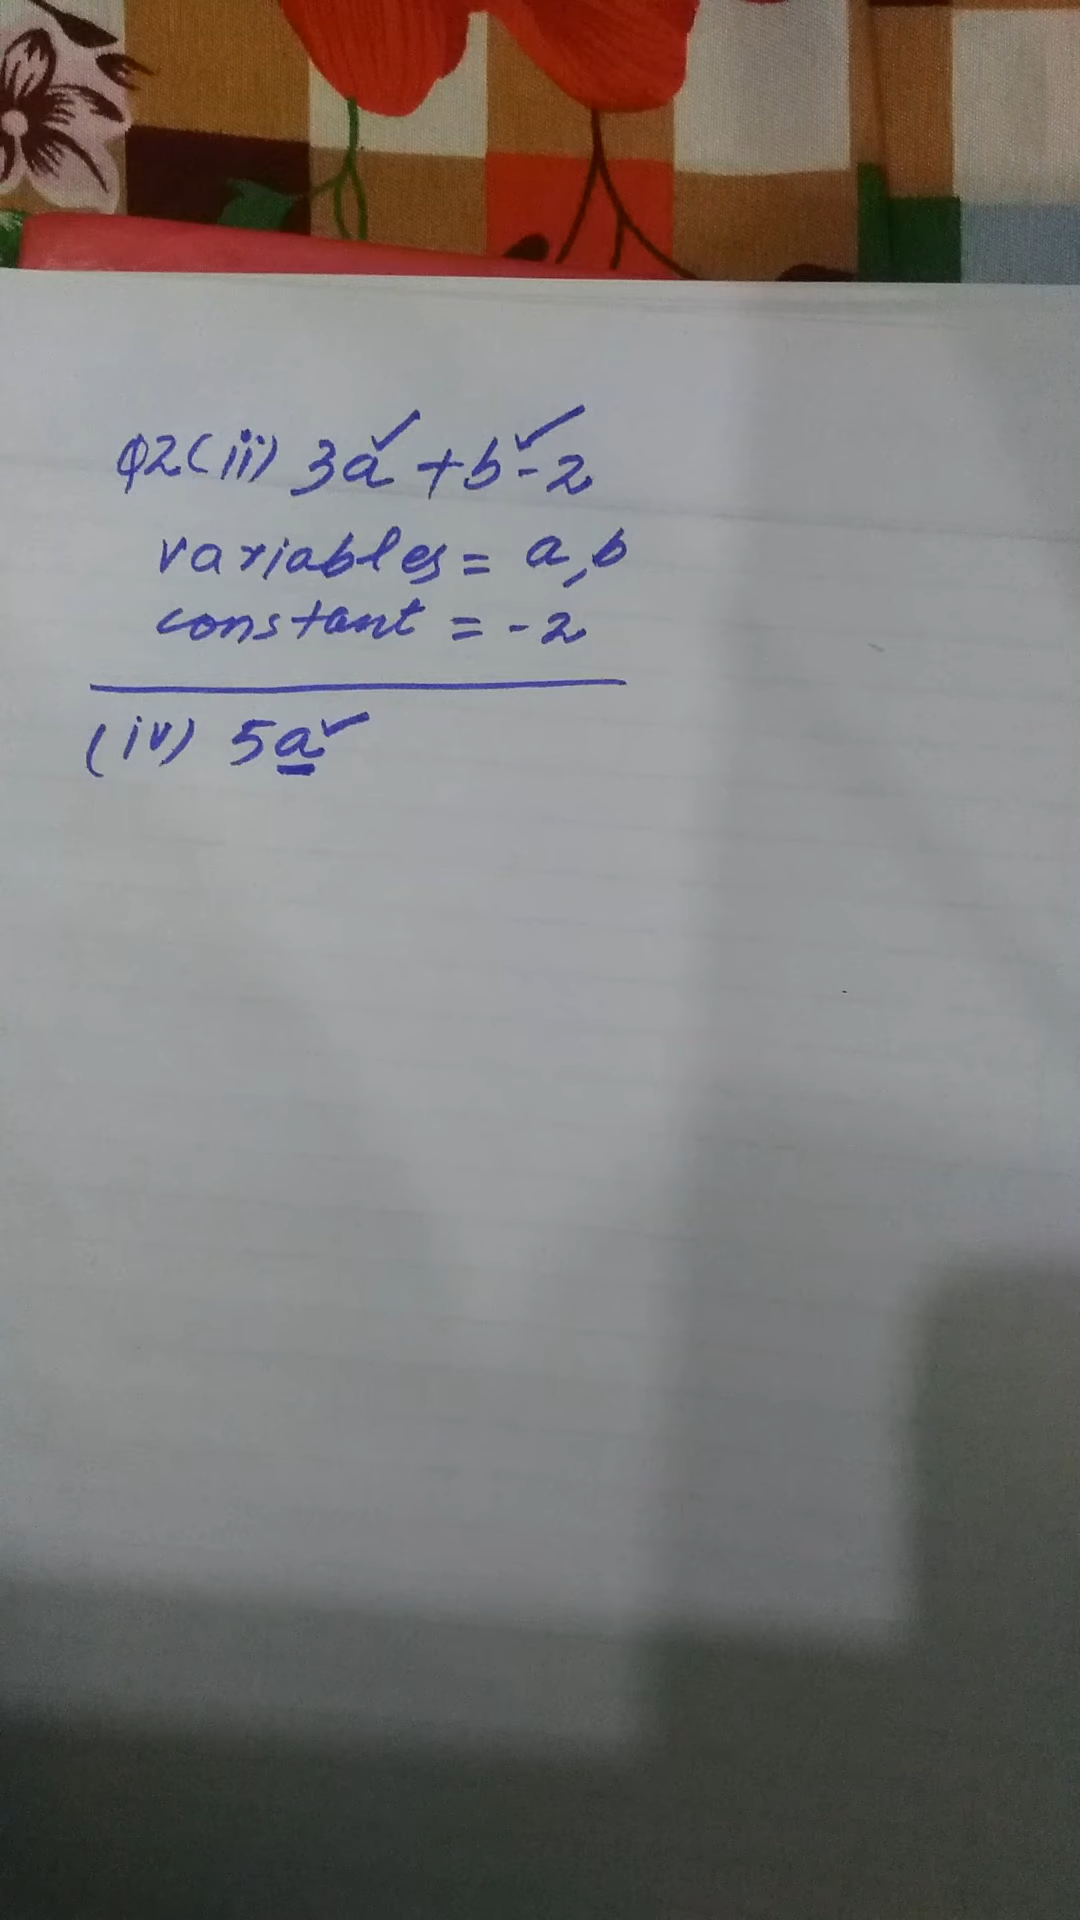 Q2(ii) 3a✓ + b✓ - 2
variables = a, b
constant = - 2
(iv) 5a✓